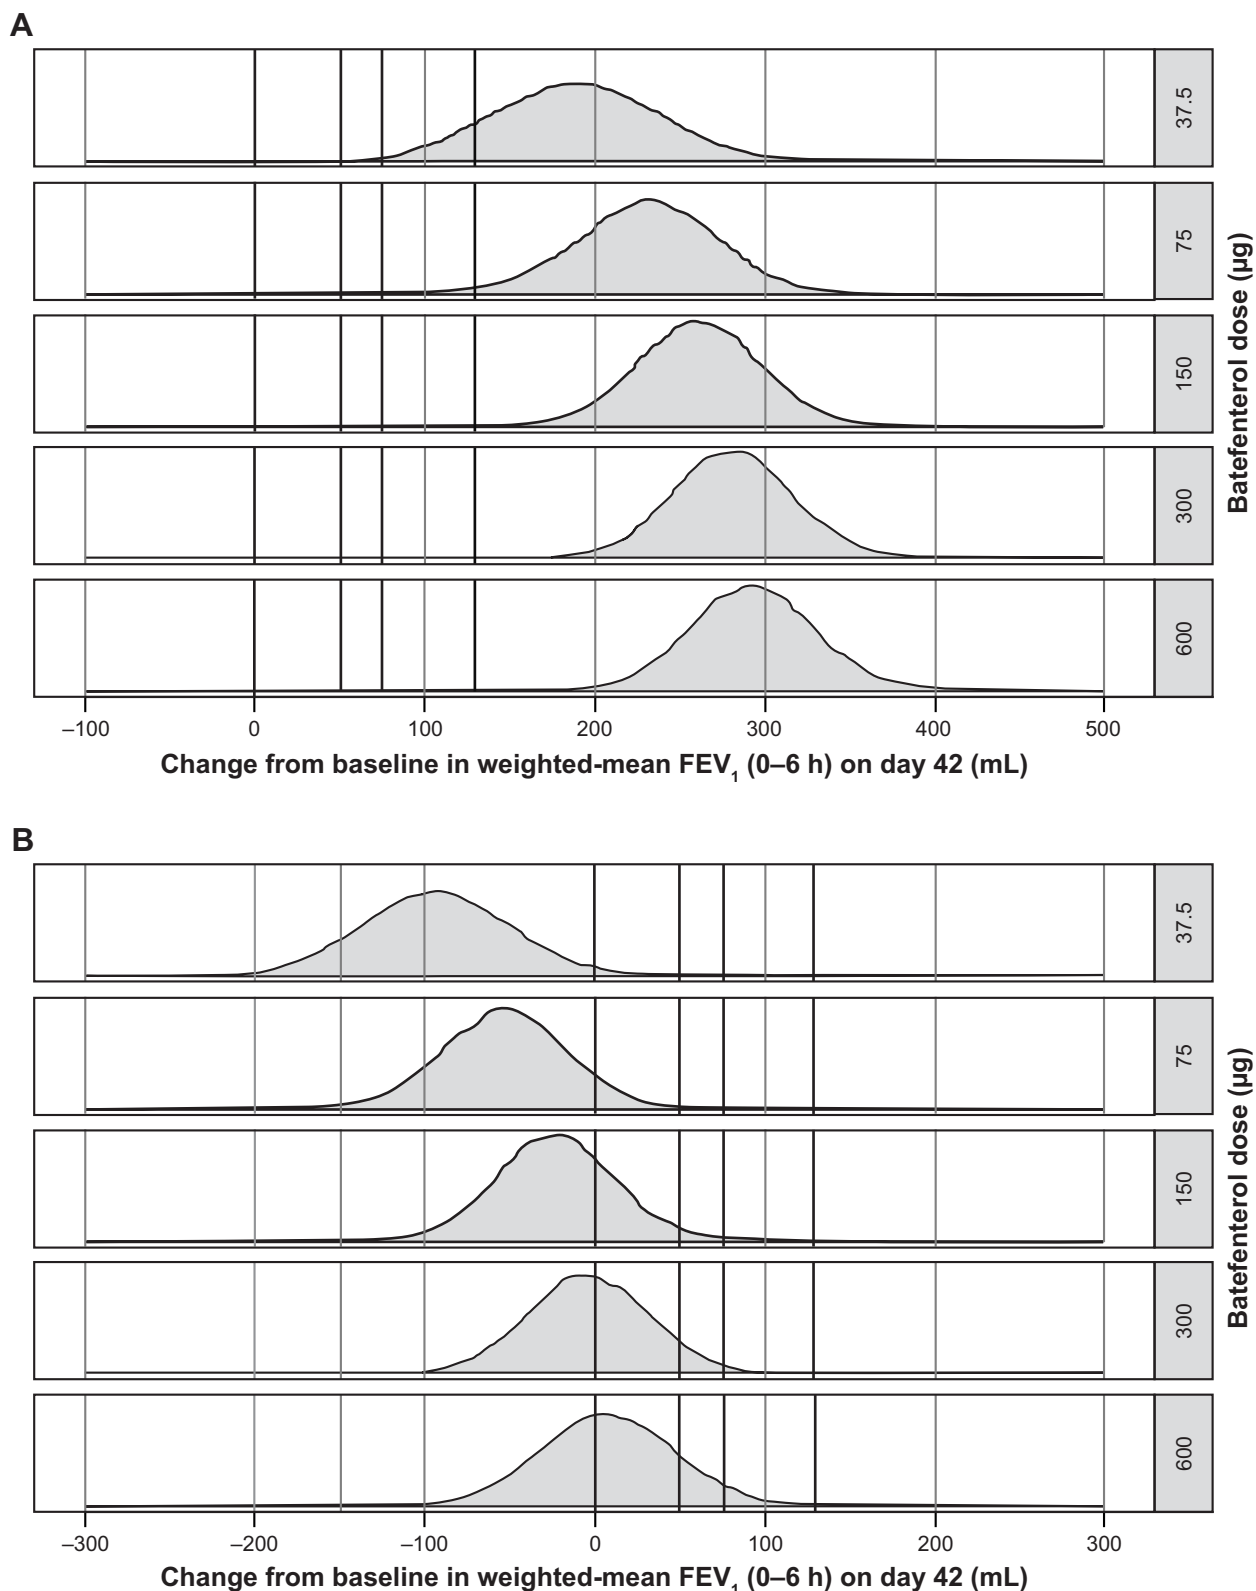 A
37.5
75
150
300
600
Batefenterol dose (µg)
–100 0 100 200 300 400 500
Change from baseline in weighted-mean FEV₁ (0–6 h) on day 42 (mL)
B
37.5
75
150
300
600
Batefenterol dose (µg)
–300 –200 –100 0 100 200 300
Change from baseline in weighted-mean FEV₁ (0–6 h) on day 42 (mL)